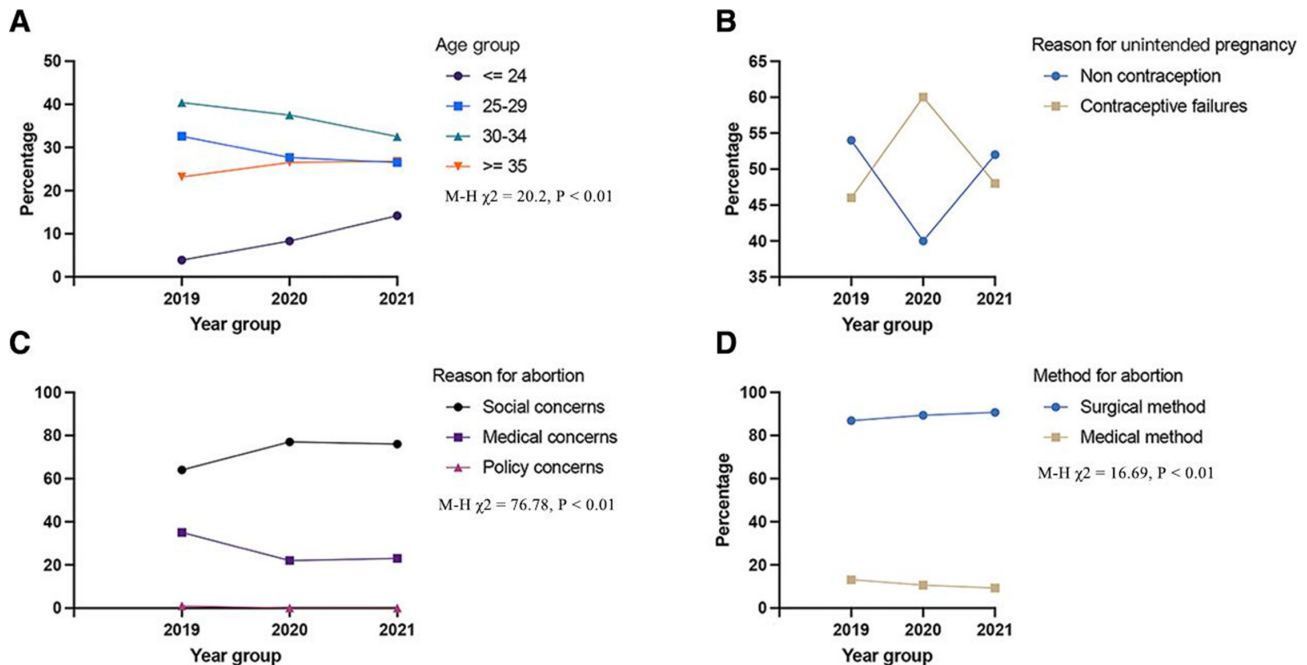 A
Age group
<= 24
25-29
30-34
>= 35
M-H χ2 = 20.2, P < 0.01
Percentage
50
40
30
20
10
0
2019 2020 2021
Year group
B
Reason for unintended pregnancy
Non contraception
Contraceptive failures
Percentage
65
60
55
50
45
40
35
2019 2020 2021
Year group
C
Reason for abortion
Social concerns
Medical concerns
Policy concerns
M-H χ2 = 76.78, P < 0.01
100
80
60
40
20
0
2019 2020 2021
Year group
D
Method for abortion
Surgical method
Medical method
M-H χ2 = 16.69, P < 0.01
Percentage
100
80
60
40
20
0
2019 2020 2021
Year group